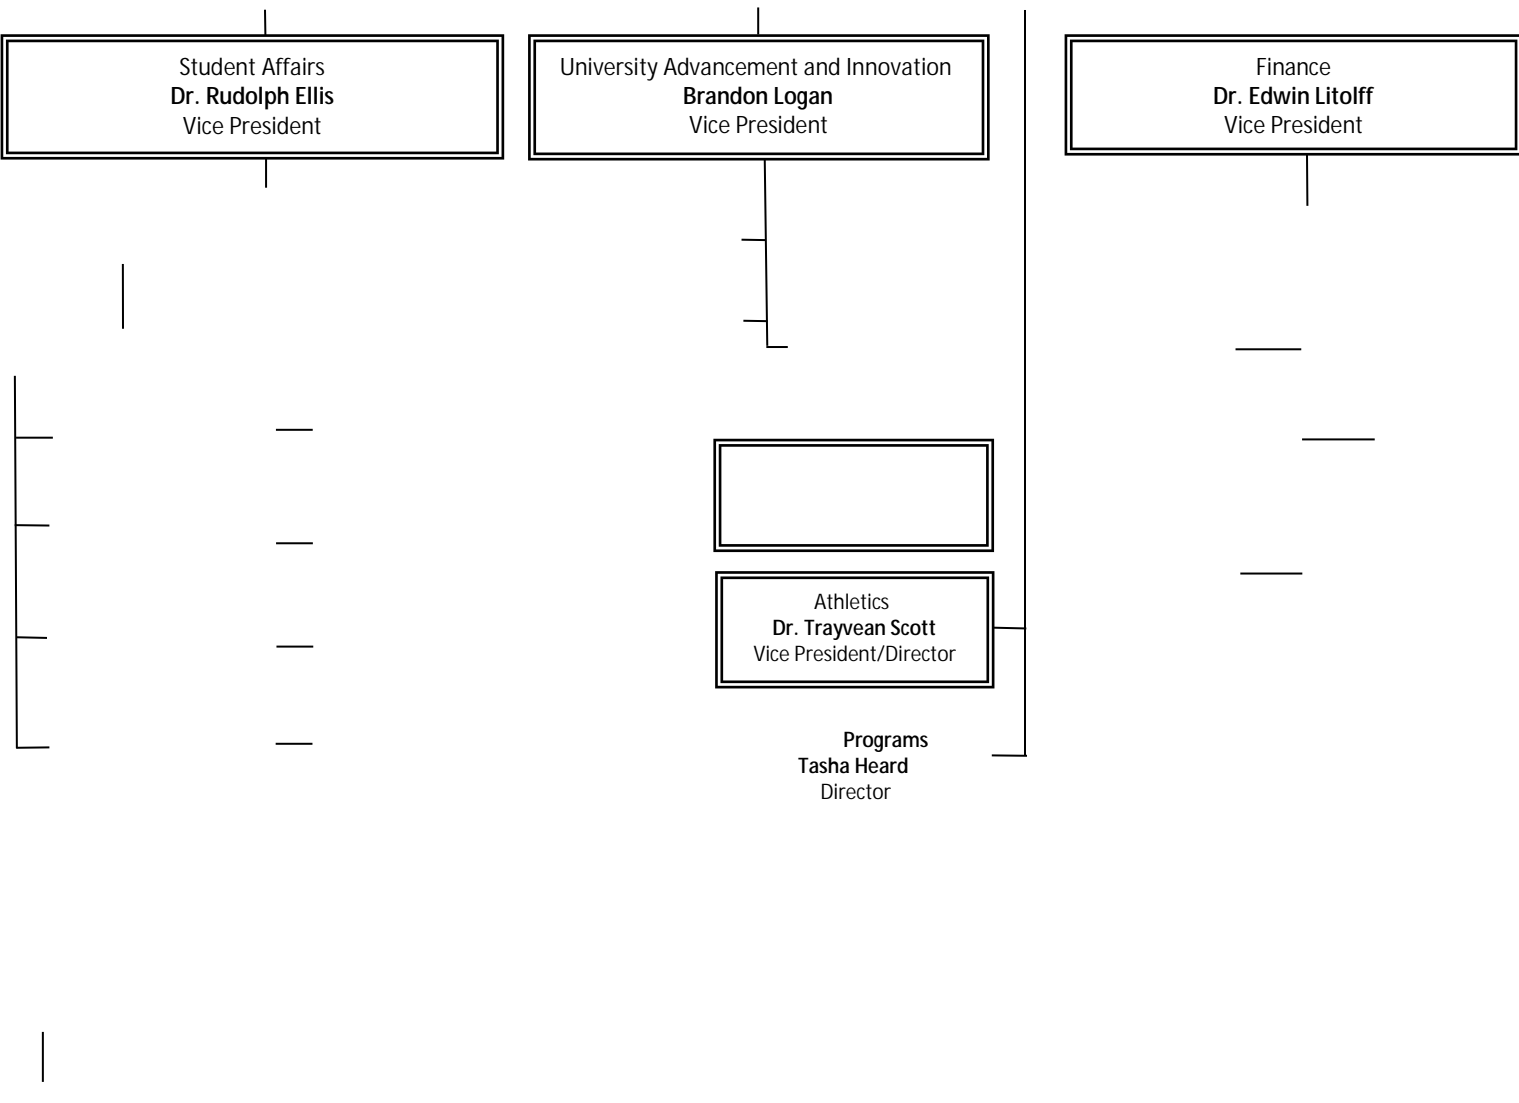 Student Affairs
Dr. Rudolph Ellis
Vice President
University Advancement and Innovation
Brandon Logan
Vice President
Finance
Dr. Edwin Litolff
Vice President
Athletics
Dr. Trayvean Scott
Vice President/Director
Programs
Tasha Heard
Director